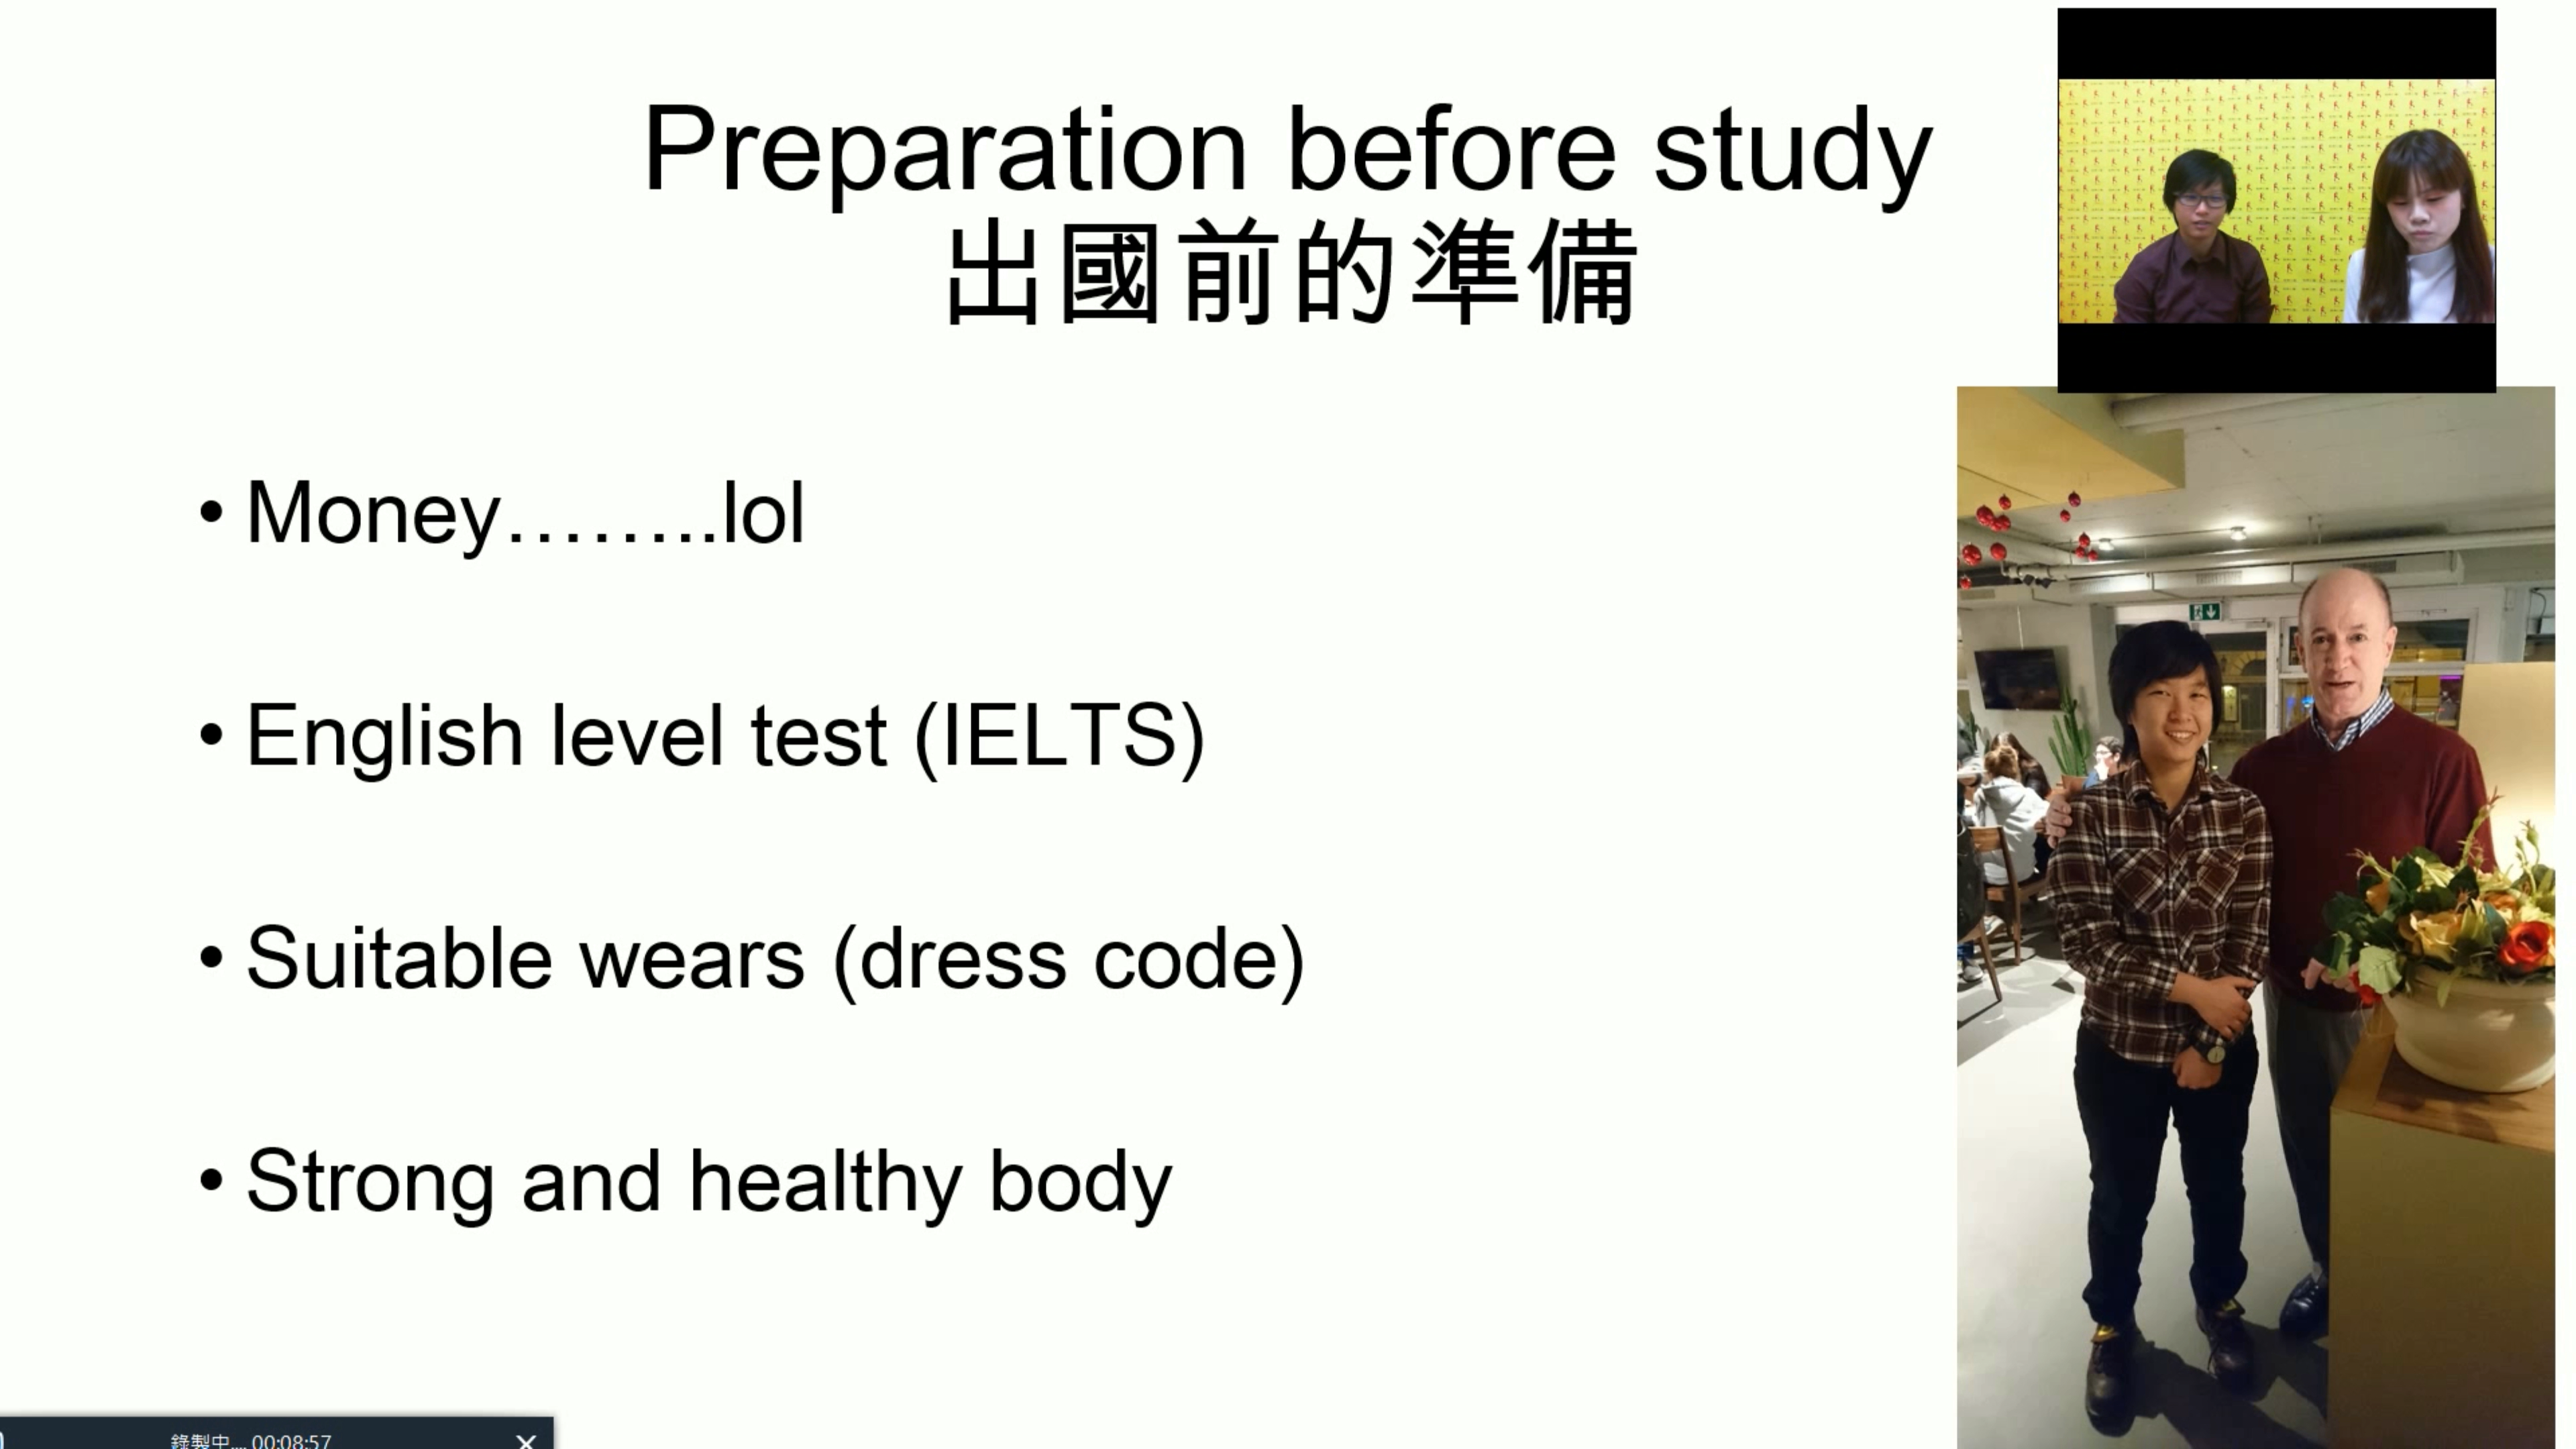 Preparation before study
出國前的準備
• Money……..lol
• English level test (IELTS)
• Suitable wears (dress code)
• Strong and healthy body
錄製中.... 00:08:57